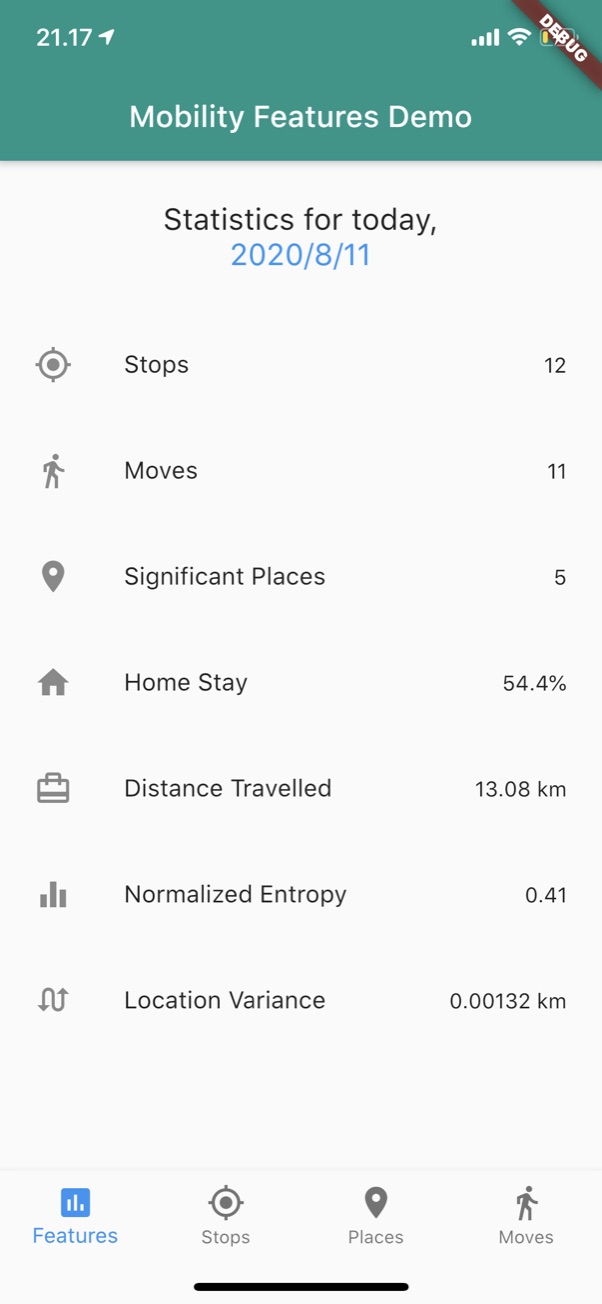 21.17
DEBUG
Mobility Features Demo
Statistics for today,
2020/8/11
Stops 12
Moves 11
Significant Places 5
Home Stay 54.4%
Distance Travelled 13.08 km
Normalized Entropy 0.41
Location Variance 0.00132 km
Features Stops Places Moves